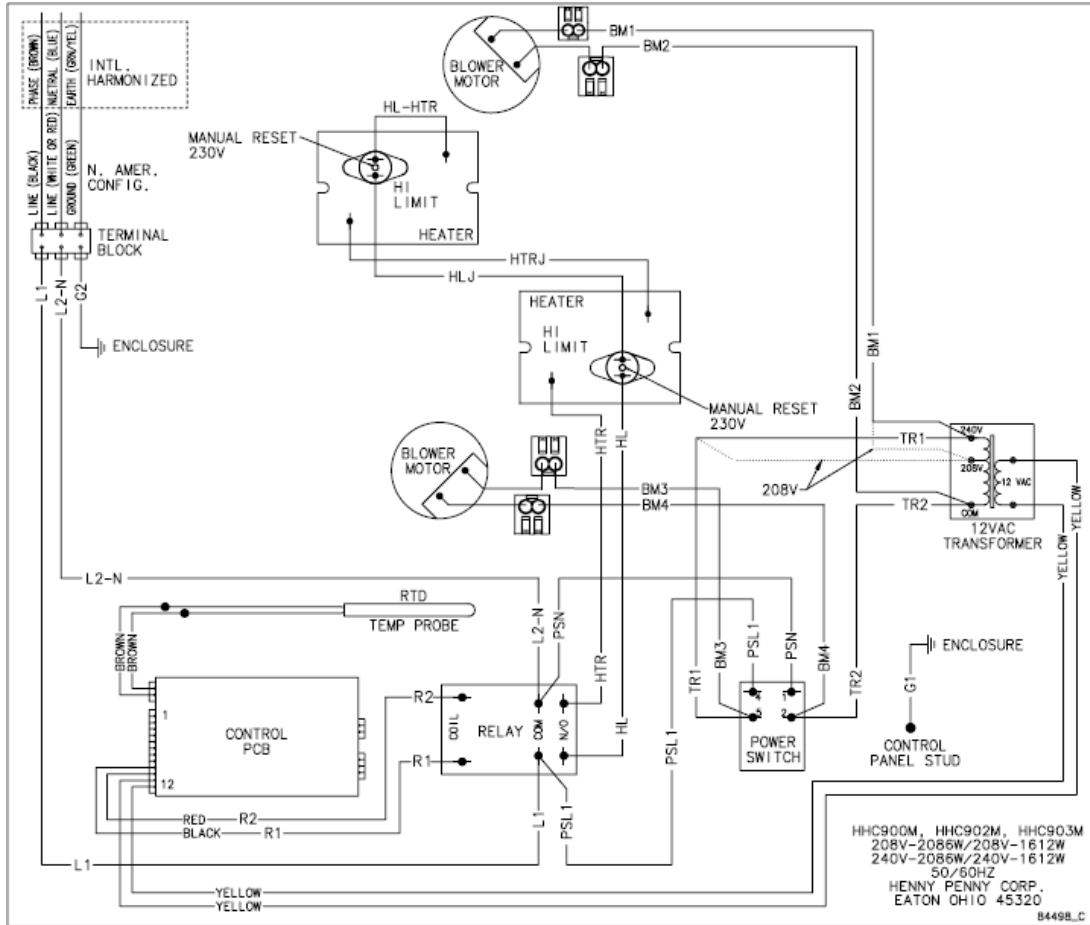 PHASE (BROWN)
NUETRAL (BLUE)
EARTH (GRN/YEL)
INTL.
HARMONIZED
LINE (BLACK)
LINE (WHITE OR RED)
GROUND (GREEN)
N. AMER.
CONFIG.
TERMINAL
BLOCK
L1
L2-N
G2
ENCLOSURE
BLOWER
MOTOR
BM1
BM2
HL-HTR
MANUAL RESET
230V
HI
LIMIT
HEATER
HTRJ
HLJ
HEATER
HI
LIMIT
MANUAL RESET
230V
HTR
HL
BM1
BM2
BLOWER
MOTOR
BM3
BM4
TR1
208V
TR2
240V
208V
COM
12 VAC
12VAC
TRANSFORMER
YELLOW
YELLOW
L2-N
RTD
TEMP PROBE
BROWN
BROWN
L2-N
PSN
HTR
HL
PSL1
PSN
BM3
BM4
TR1
TR2
ENCLOSURE
G1
CONTROL
PANEL STUD
1
CONTROL
PCB
12
R2
R1
COIL
RELAY
COM
N/O
4
1
5
2
POWER
SWITCH
RED
R2
BLACK
R1
L1
PSL1
PSL1
L1
YELLOW
YELLOW
HHC900M, HHC902M, HHC903M
208V-2086W/208V-1612W
240V-2086W/240V-1612W
50/60HZ
HENNY PENNY CORP.
EATON OHIO 45320
84498_C